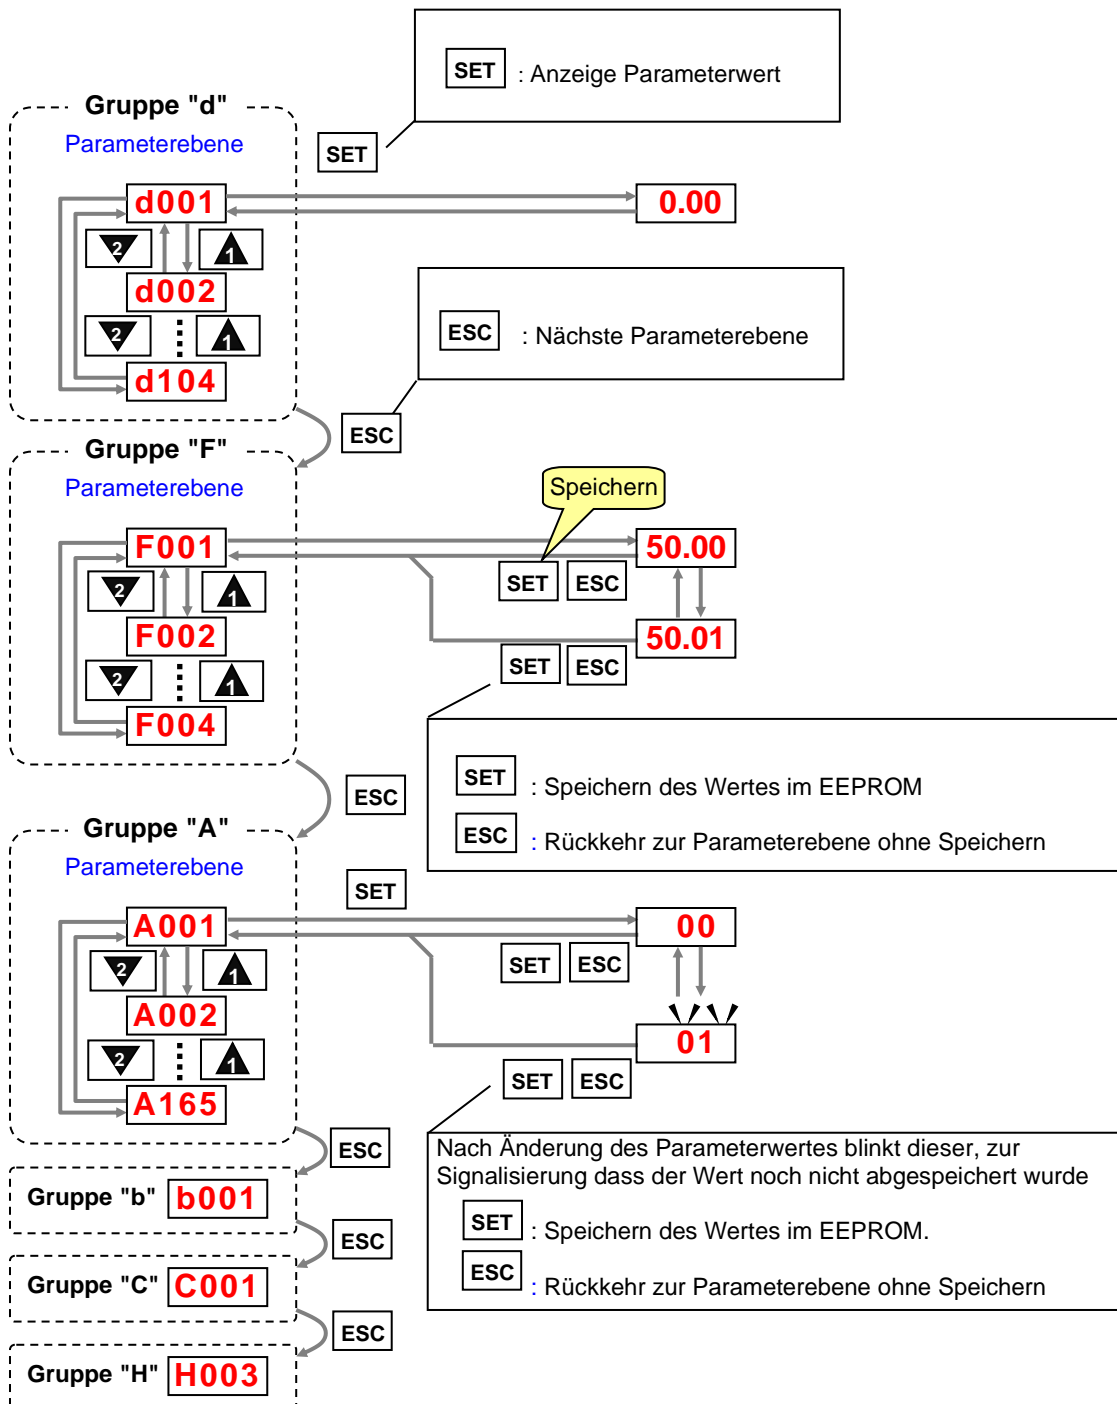 SET : Anzeige Parameterwert
Gruppe "d"
Parameterebene
SET
d001
0.00
2 1
d002
2 1
d104
ESC : Nächste Parameterebene
ESC
Gruppe "F"
Parameterebene
Speichern
F001
50.00
2 1
SET ESC
F002
50.01
2 1
SET ESC
F004
ESC
SET : Speichern des Wertes im EEPROM
ESC : Rückkehr zur Parameterebene ohne Speichern
Gruppe "A"
Parameterebene
SET
A001
00
2 1
SET ESC
A002
01
2 1
SET ESC
A165
ESC
Nach Änderung des Parameterwertes blinkt dieser, zur
Signalisierung dass der Wert noch nicht abgespeichert wurde
SET : Speichern des Wertes im EEPROM.
ESC : Rückkehr zur Parameterebene ohne Speichern
Gruppe "b" b001
ESC
Gruppe "C" C001
ESC
Gruppe "H" H003